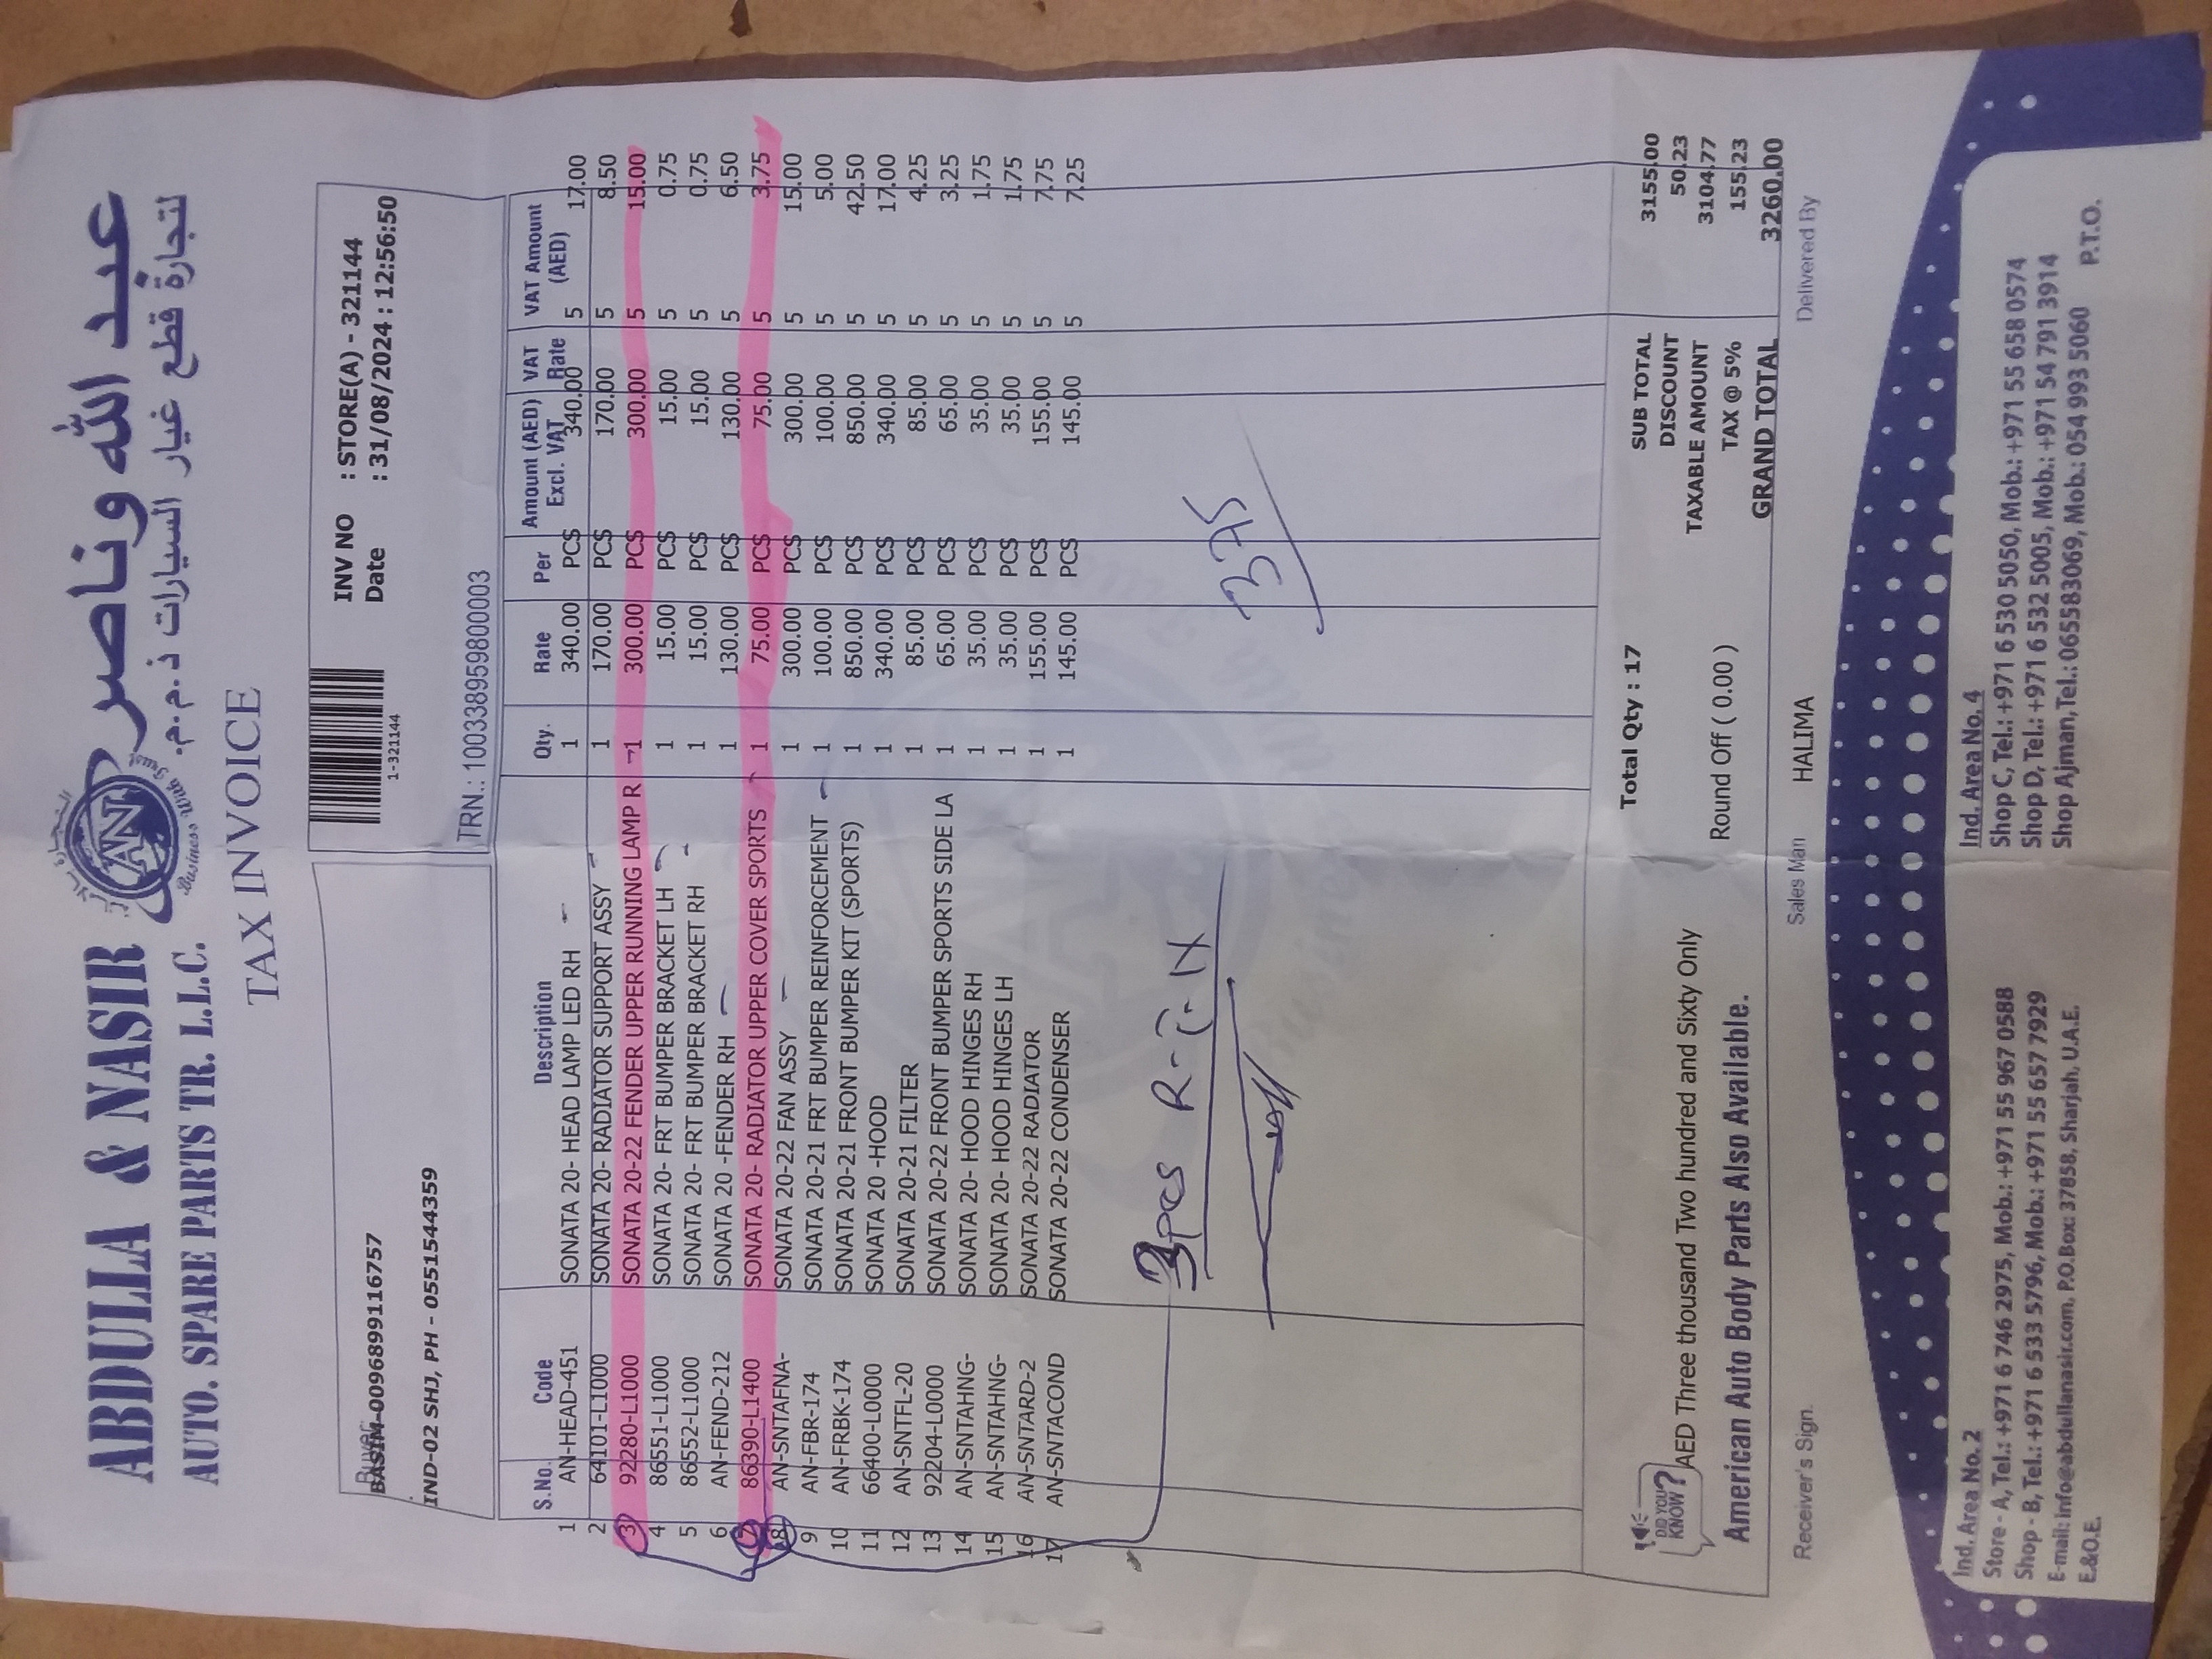 ABDULLA & NASIR
AUTO. SPARE PARTS TR. L.L.C.
عبد الله وناصر
لتجارة قطع غيار السيارات ذ.م.م.
AN
Business With Trust
TAX INVOICE
Buyer
BASIM-0096899116757
IND-02 SHJ, PH - 0551544359
1-321144
INV NO : STORE(A) - 321144
Date : 31/08/2024 : 12:56:50
TRN.: 100338959800003
S.No. Code Description Qty. Rate Per Amount (AED) Excl. VAT VAT Rate VAT Amount (AED)
1 AN-HEAD-451 SONATA 20- HEAD LAMP LED RH 1 340.00 PCS 340.00 5 17.00
2 64101-L1000 SONATA 20- RADIATOR SUPPORT ASSY 1 170.00 PCS 170.00 5 8.50
3 92280-L1000 SONATA 20-22 FENDER UPPER RUNNING LAMP R 1 300.00 PCS 300.00 5 15.00
4 86551-L1000 SONATA 20- FRT BUMPER BRACKET LH 1 15.00 PCS 15.00 5 0.75
5 86552-L1000 SONATA 20- FRT BUMPER BRACKET RH 1 15.00 PCS 15.00 5 0.75
6 AN-FEND-212 SONATA 20 -FENDER RH 1 130.00 PCS 130.00 5 6.50
7 86390-L1400 SONATA 20- RADIATOR UPPER COVER SPORTS 1 75.00 PCS 75.00 5 3.75
8 AN-SNTAFNA- SONATA 20-22 FAN ASSY 1 300.00 PCS 300.00 5 15.00
9 AN-FBR-174 SONATA 20-21 FRT BUMPER REINFORCEMENT 1 100.00 PCS 100.00 5 5.00
10 AN-FRBK-174 SONATA 20-21 FRONT BUMPER KIT (SPORTS) 1 850.00 PCS 850.00 5 42.50
11 66400-L0000 SONATA 20 -HOOD 1 340.00 PCS 340.00 5 17.00
12 AN-SNTFL-20 SONATA 20-21 FILTER 1 85.00 PCS 85.00 5 4.25
13 92204-L0000 SONATA 20-22 FRONT BUMPER SPORTS SIDE LA 1 65.00 PCS 65.00 5 3.25
14 AN-SNTAHNG- SONATA 20- HOOD HINGES RH 1 35.00 PCS 35.00 5 1.75
15 AN-SNTAHNG- SONATA 20- HOOD HINGES LH 1 35.00 PCS 35.00 5 1.75
16 AN-SNTARD-2 SONATA 20-22 RADIATOR 1 155.00 PCS 155.00 5 7.75
17 AN-SNTACOND SONATA 20-22 CONDENSER 1 145.00 PCS 145.00 5 7.25
3pcs
375
Total Qty : 17
SUB TOTAL 3155.00
DISCOUNT 50.23
TAXABLE AMOUNT 3104.77
TAX @ 5% 155.23
GRAND TOTAL 3260.00
Round Off ( 0.00 )
DID YOU KNOW?
AED Three thousand Two hundred and Sixty Only
American Auto Body Parts Also Available.
Receiver's Sign. Sales Man HALIMA Delivered By
Ind. Area No. 2
Store - A, Tel.: +971 6 746 2975, Mob.: +971 55 967 0588
Shop - B, Tel.: +971 6 533 5796, Mob.: +971 55 657 7929
E-mail: info@abdullanasir.com, P.O.Box: 37858, Sharjah, U.A.E.
E.&O.E.
Ind. Area No. 4
Shop C, Tel.: +971 6 530 5050, Mob.: +971 55 658 0574
Shop D, Tel.: +971 6 532 5005, Mob.: +971 54 791 3914
Shop Ajman, Tel.: 065583069, Mob.: 054 993 5060
P.T.O.